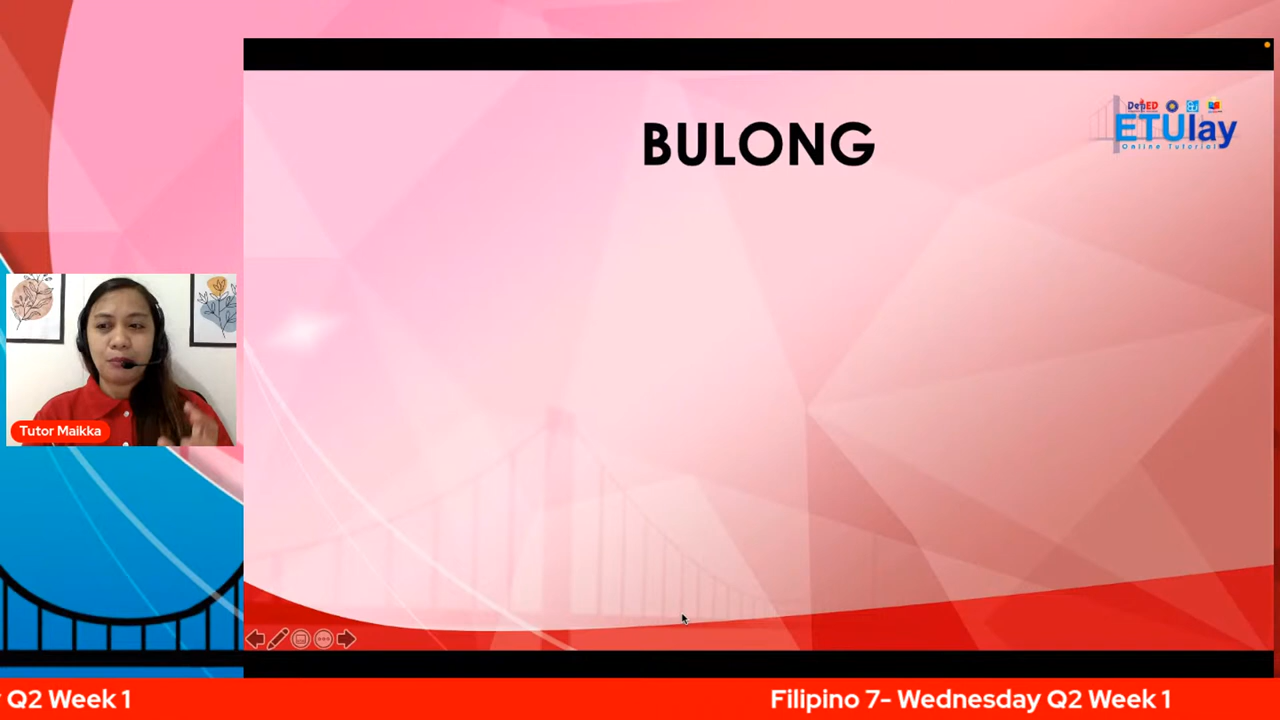 BULONG
DepED
ETUlay
Online Tutorial
Tutor Maikka
Q2 Week 1
Filipino 7- Wednesday Q2 Week 1